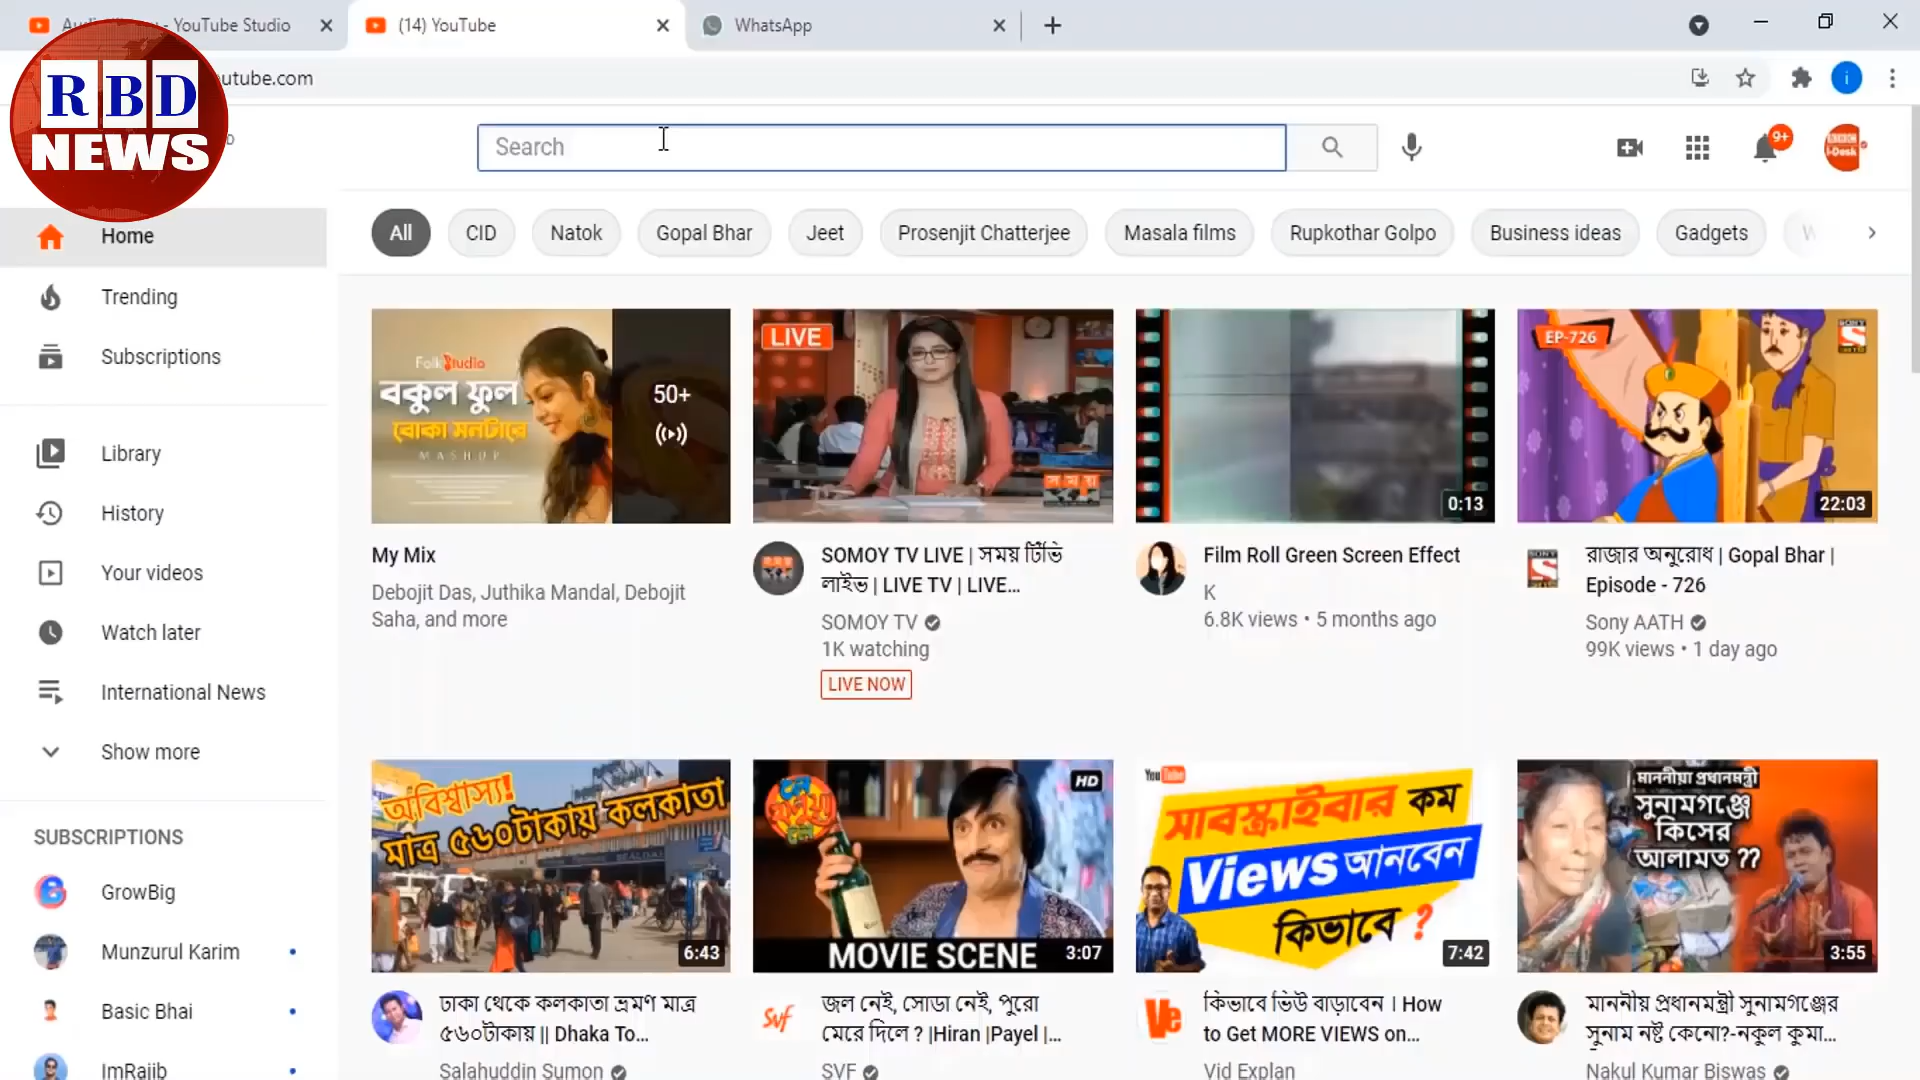 YouTube Studio
(14) YouTube
WhatsApp
utube.com
RBD
NEWS
Search
9+
i-Desk
Home
Trending
Subscriptions
Library
History
Your videos
Watch later
International News
Show more
SUBSCRIPTIONS
GrowBig
Munzurul Karim
Basic Bhai
ImRajib
All
CID
Natok
Gopal Bhar
Jeet
Prosenjit Chatterjee
Masala films
Rupkothar Golpo
Business ideas
Gadgets
Folk Studio
বকুল ফুল
বোকা মনটারে
MASHUP
50+
LIVE
সময়
0:13
EP-726
SONY
22:03
My Mix
Debojit Das, Juthika Mandal, Debojit
Saha, and more
SOMOY TV LIVE | সময় টিভি
লাইভ | LIVE TV | LIVE...
SOMOY TV
1K watching
LIVE NOW
Film Roll Green Screen Effect
K
6.8K views • 5 months ago
রাজার অনুরোধ | Gopal Bhar |
Episode - 726
Sony AATH
99K views • 1 day ago
অবিশ্বাস্য!
মাত্র ৫৬০টাকায় কলকাতা
6:43
HD
MOVIE SCENE
3:07
YouTube
সাবস্ক্রাইবার কম
Views আনবেন
কিভাবে ?
7:42
মাননীয়া প্রধানমন্ত্রী
সুনামগঞ্জে
কিসের
আলামত ??
3:55
ঢাকা থেকে কলকাতা ভ্রমণ মাত্র
৫৬০টাকায় || Dhaka To...
Salahuddin Sumon
জল নেই, সোডা নেই, পুরো
মেরে দিলে ? |Hiran |Payel |...
SVF
কিভাবে ভিউ বাড়াবেন । How
to Get MORE VIEWS on...
Vid Explan
মাননীয় প্রধানমন্ত্রী সুনামগঞ্জের
সুনাম নষ্ট কেনো?-নকুল কুমা...
Nakul Kumar Biswas